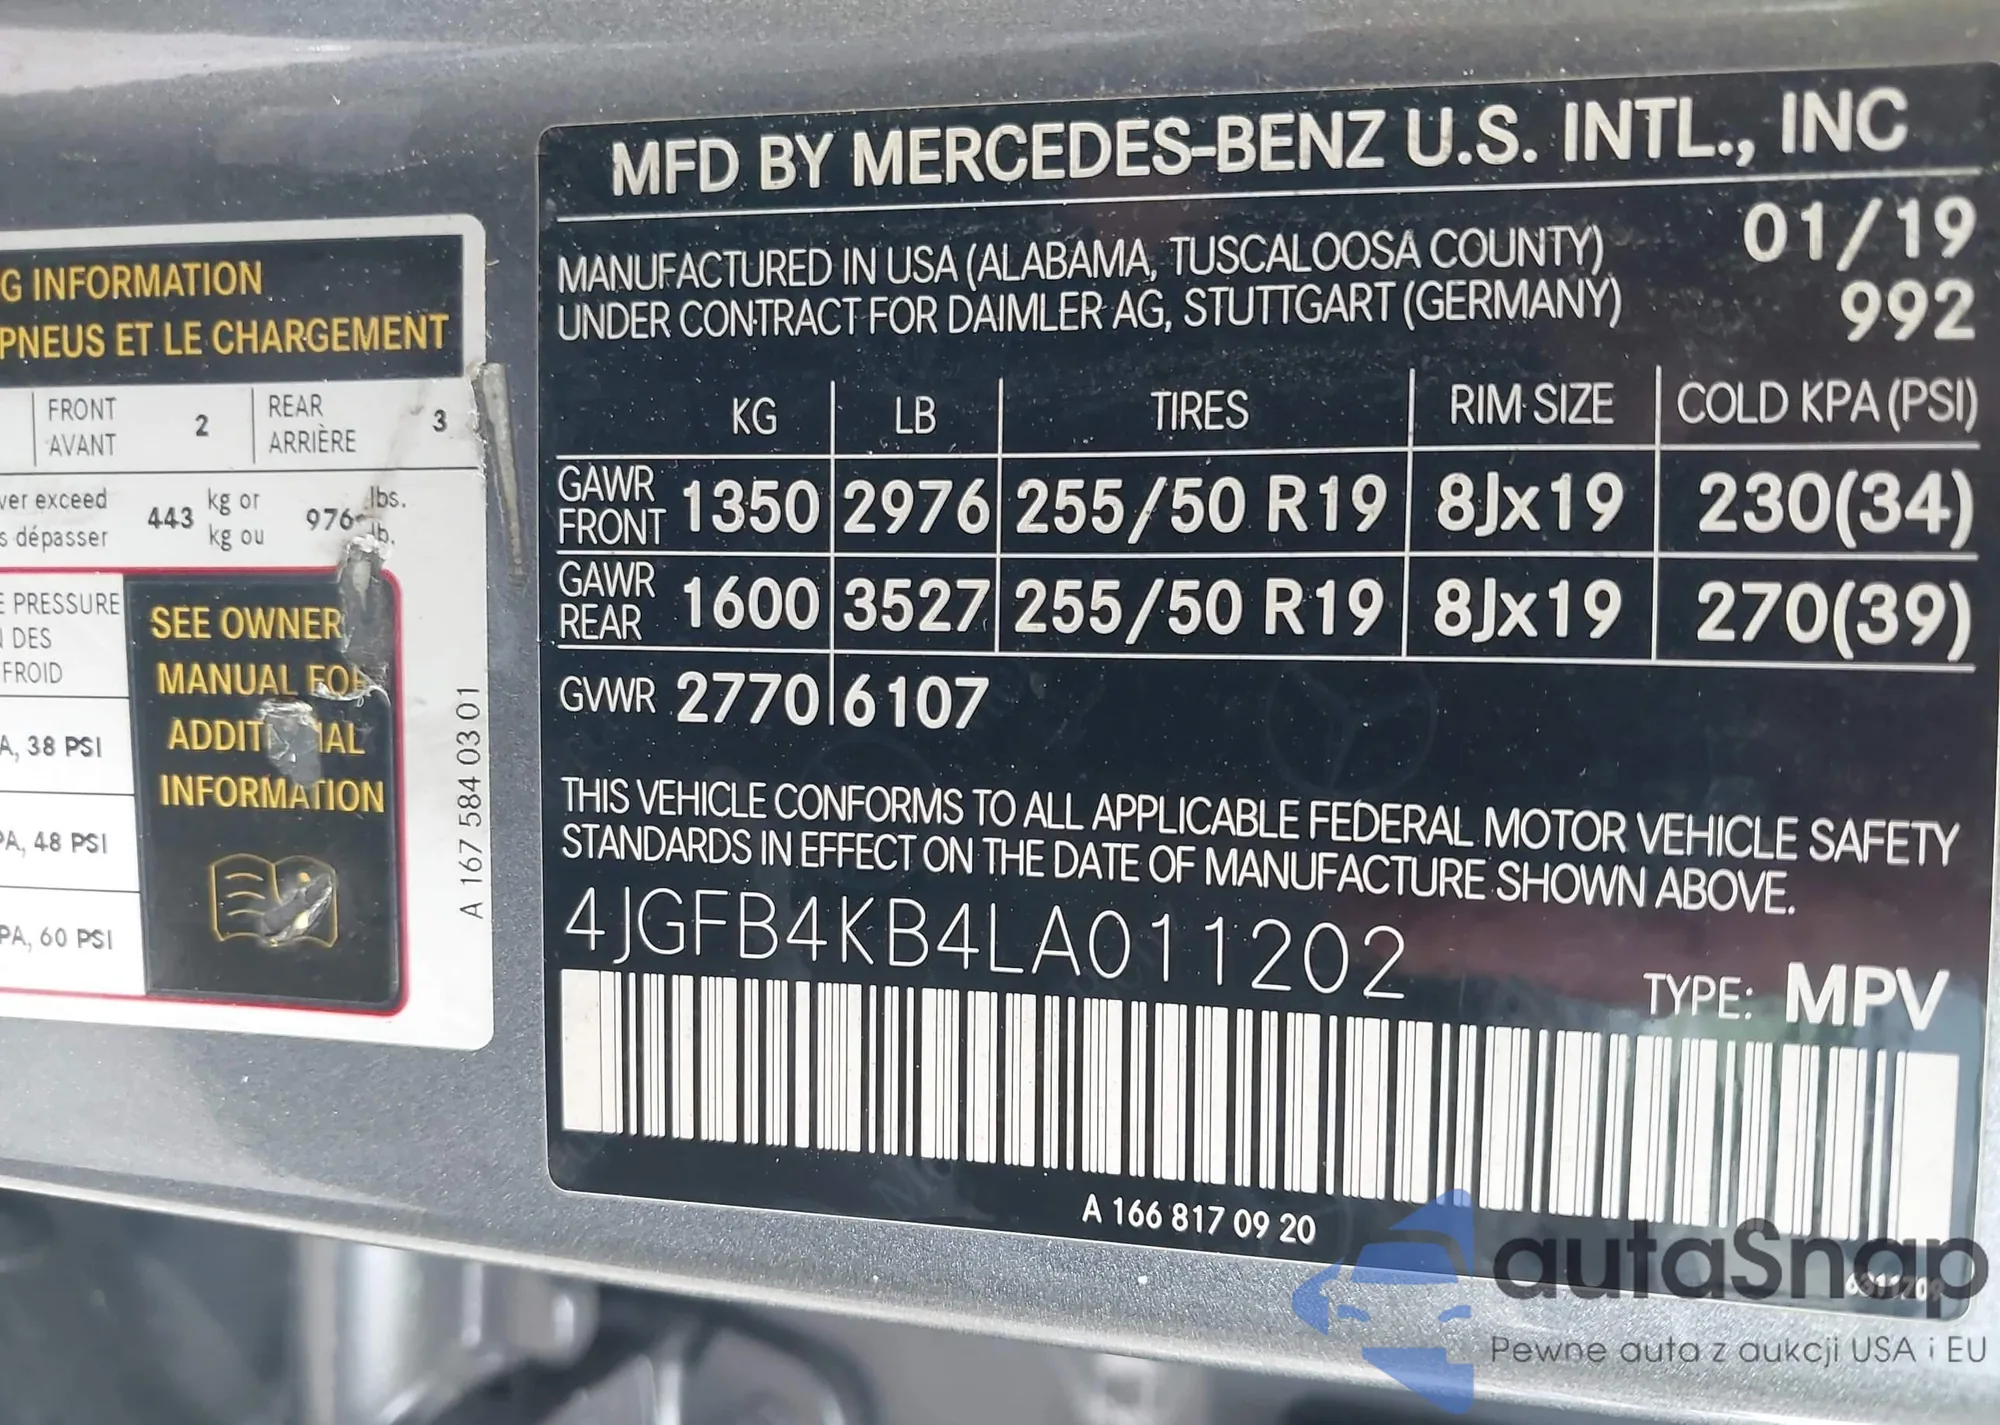 G INFORMATION
PNEUS ET LE CHARGEMENT
FRONT 2 REAR 3
AVANT ARRIÈRE
ver exceed 443 kg or 976 lbs.
s dépasser kg ou lb.
E PRESSURE
DES
FROID
A, 38 PSI
PA, 48 PSI
PA, 60 PSI
SEE OWNER
MANUAL FOR
ADDIT AL
INFORMATION
A 167 584 03 01
MFD BY MERCEDES-BENZ U.S. INTL., INC
MANUFACTURED IN USA (ALABAMA, TUSCALOOSA COUNTY) 01/19
UNDER CONTRACT FOR DAIMLER AG, STUTTGART (GERMANY) 992
KG LB TIRES RIM SIZE COLD KPA (PSI)
GAWR FRONT 1350 2976 255/50 R19 8Jx19 230(34)
GAWR REAR 1600 3527 255/50 R19 8Jx19 270(39)
GVWR 2770 6107
THIS VEHICLE CONFORMS TO ALL APPLICABLE FEDERAL MOTOR VEHICLE SAFETY
STANDARDS IN EFFECT ON THE DATE OF MANUFACTURE SHOWN ABOVE.
4JGFB4KB4LA011202
TYPE: MPV
A 166 817 09 20
autaSnap
Pewne auta z aukcji USA i EU